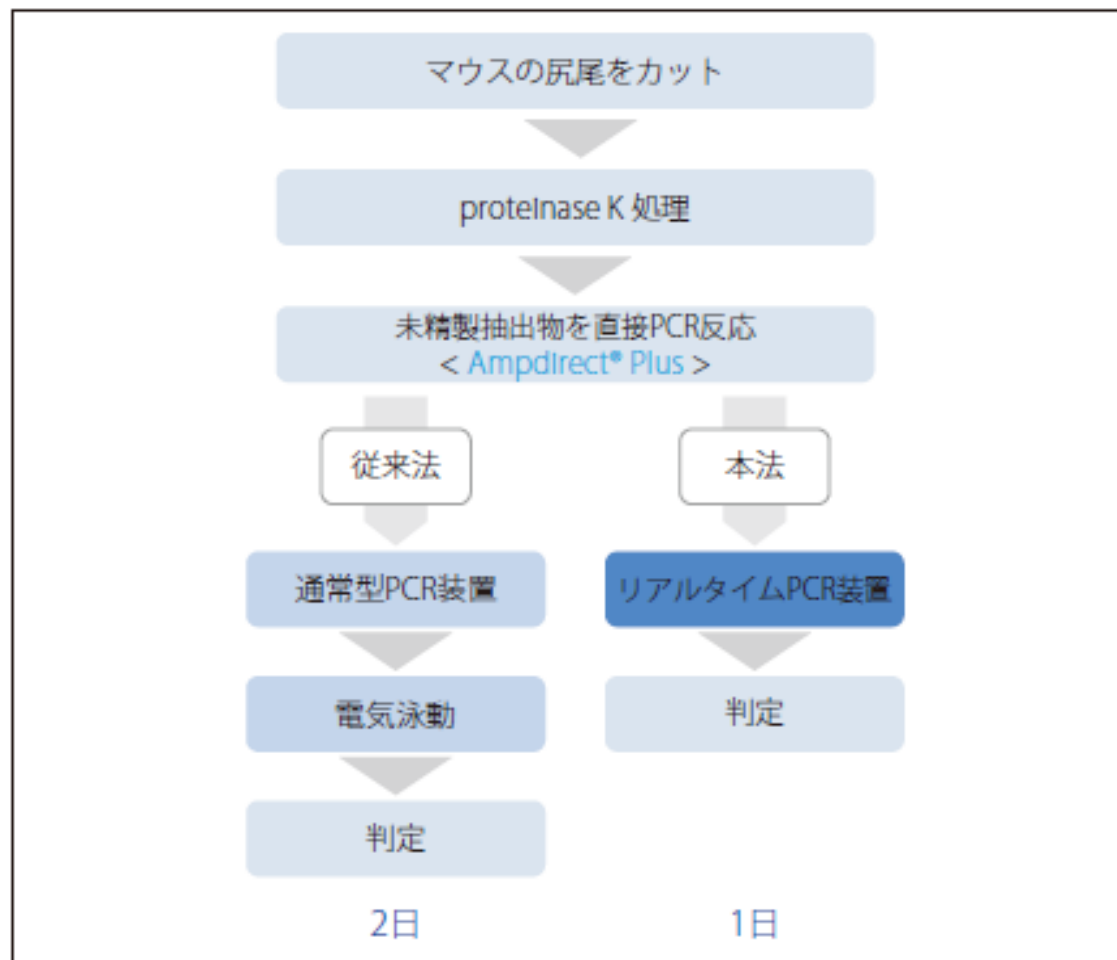 マウスの尻尾をカット
proteinase K 処理
未精製抽出物を直接PCR反応
< Ampdirect® Plus >
従来法
本法
通常型PCR装置
リアルタイムPCR装置
電気泳動
判定
判定
2日
1日